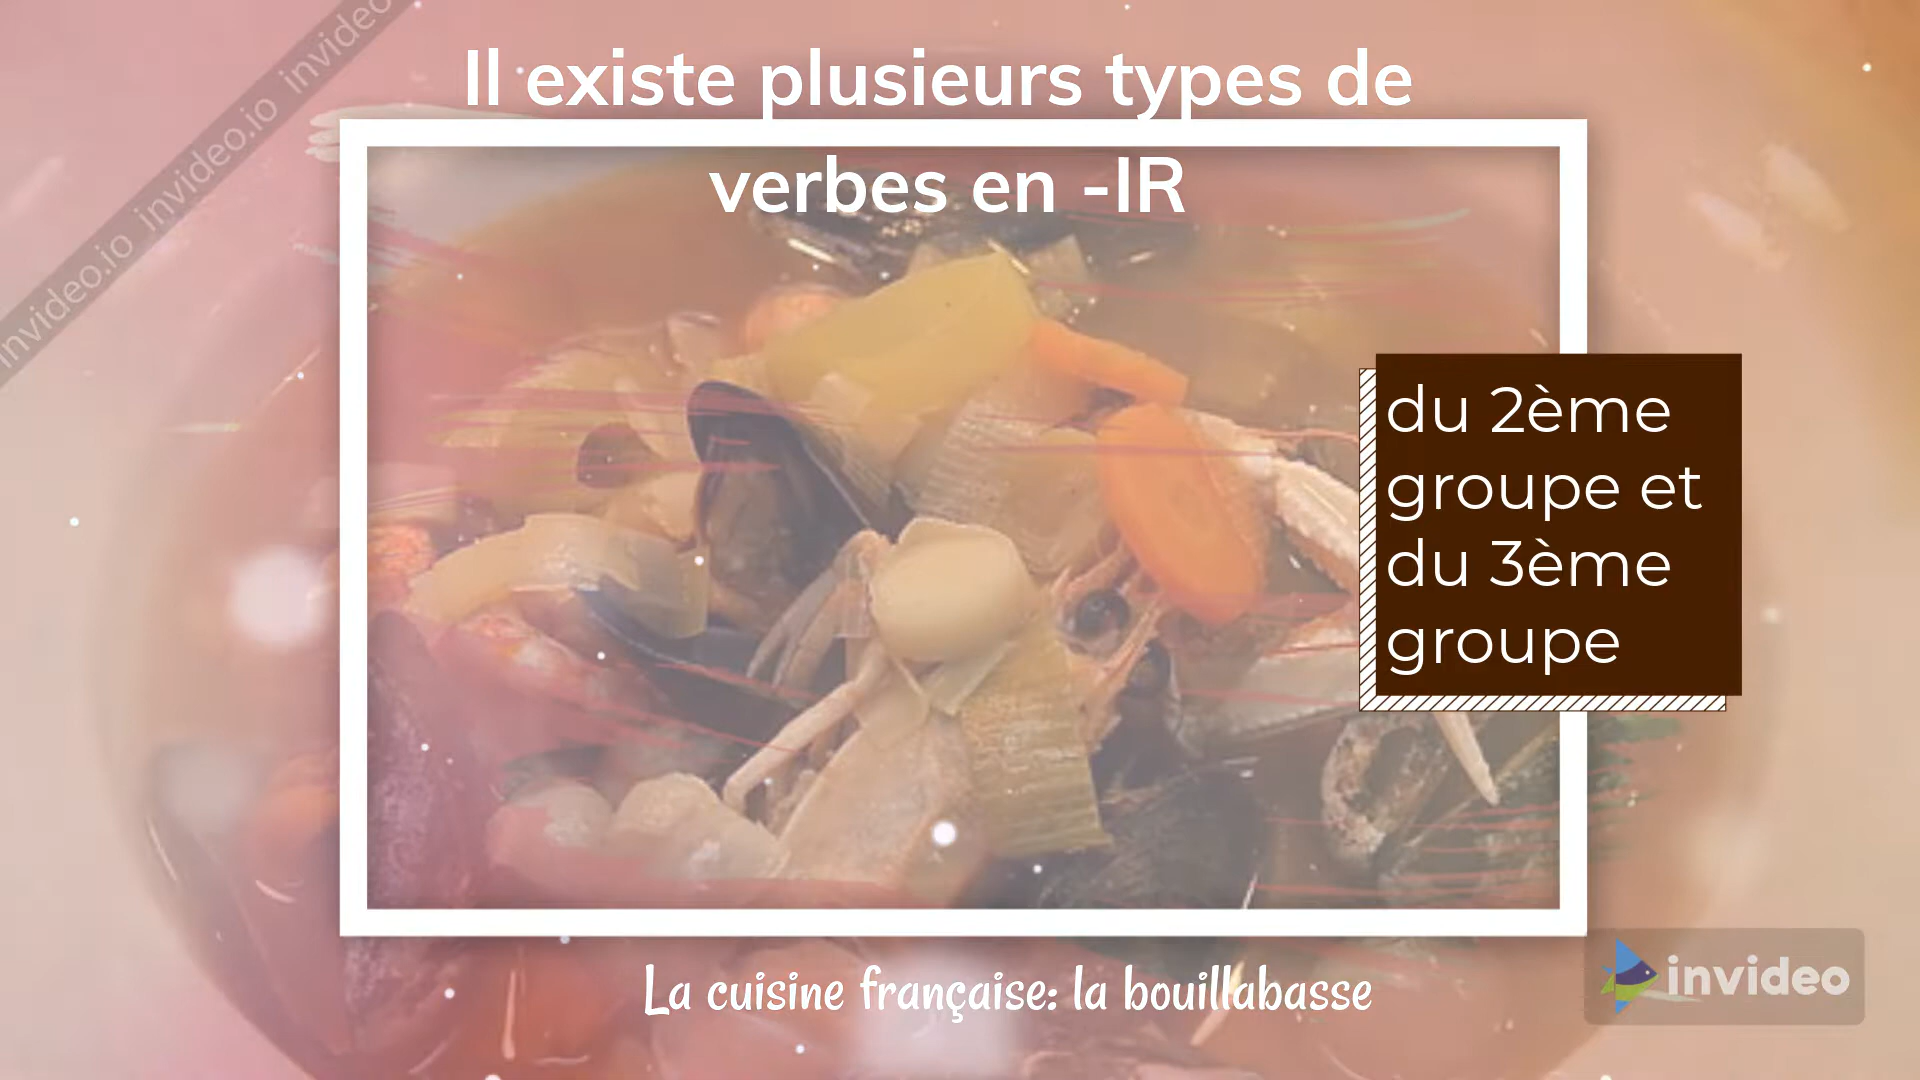 Il existe plusieurs types de
verbes en -IR
du 2ème
groupe et
du 3ème
groupe
La cuisine française: la bouillabasse
invideo
invideo.io invideo.io invideo